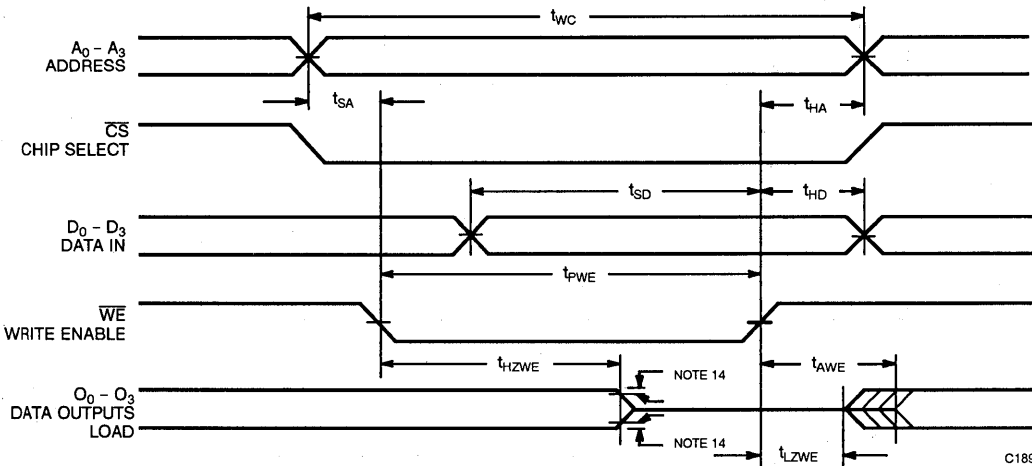 tWC
A0 – A3
ADDRESS
tSA
tHA
CS
CHIP SELECT
tSD
tHD
D0 – D3
DATA IN
tPWE
WE
WRITE ENABLE
tHZWE
NOTE 14
tAWE
O0 – O3
DATA OUTPUTS
LOAD
NOTE 14
tLZWE
C189